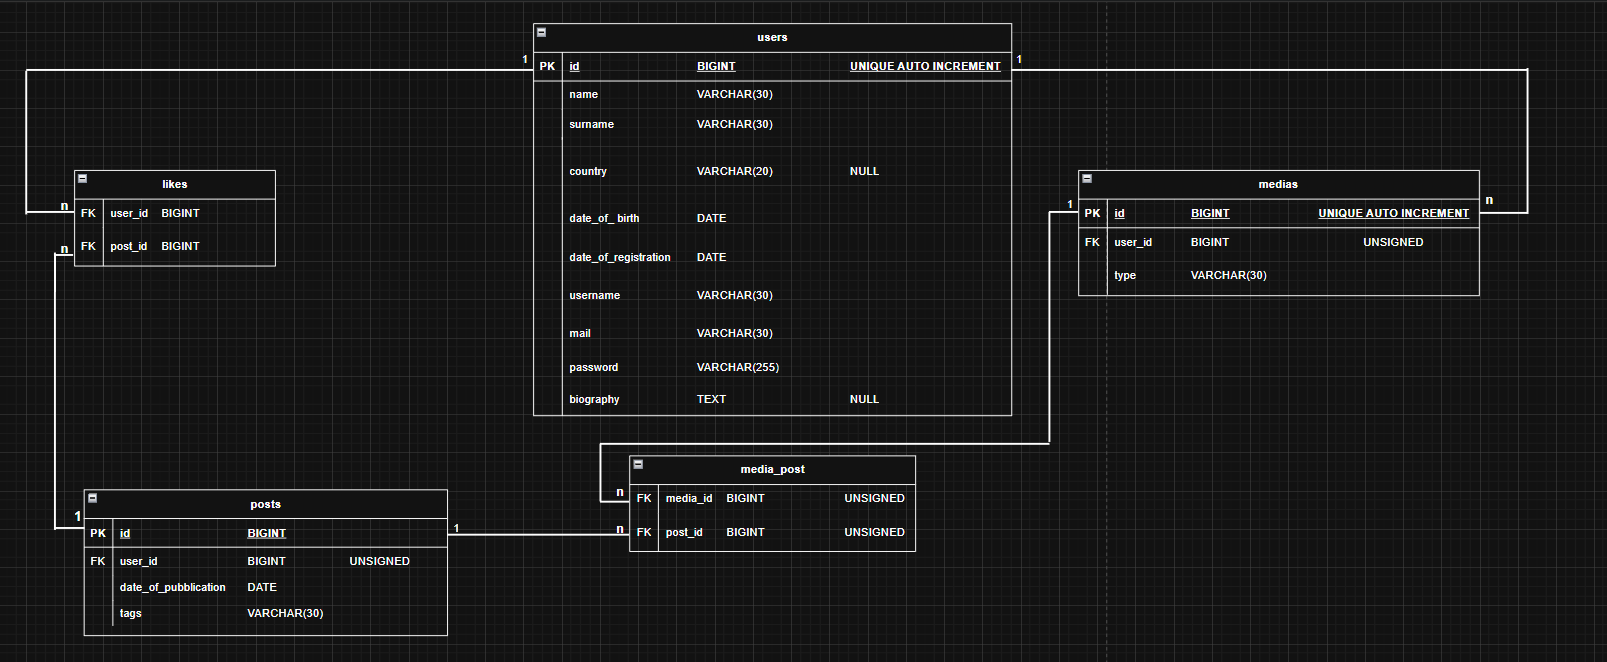 users
1
PK id BIGINT UNIQUE AUTO INCREMENT
1
name VARCHAR(30)
surname VARCHAR(30)
country VARCHAR(20) NULL
date_of_ birth DATE
date_of_registration DATE
username VARCHAR(30)
mail VARCHAR(30)
password VARCHAR(255)
biography TEXT NULL
likes
n FK user_id BIGINT
n FK post_id BIGINT
medias
1 PK id BIGINT UNIQUE AUTO INCREMENT n
FK user_id BIGINT UNSIGNED
type VARCHAR(30)
media_post
n FK media_id BIGINT UNSIGNED
n FK post_id BIGINT UNSIGNED
posts
1 PK id BIGINT 1
FK user_id BIGINT UNSIGNED
date_of_pubblication DATE
tags VARCHAR(30)